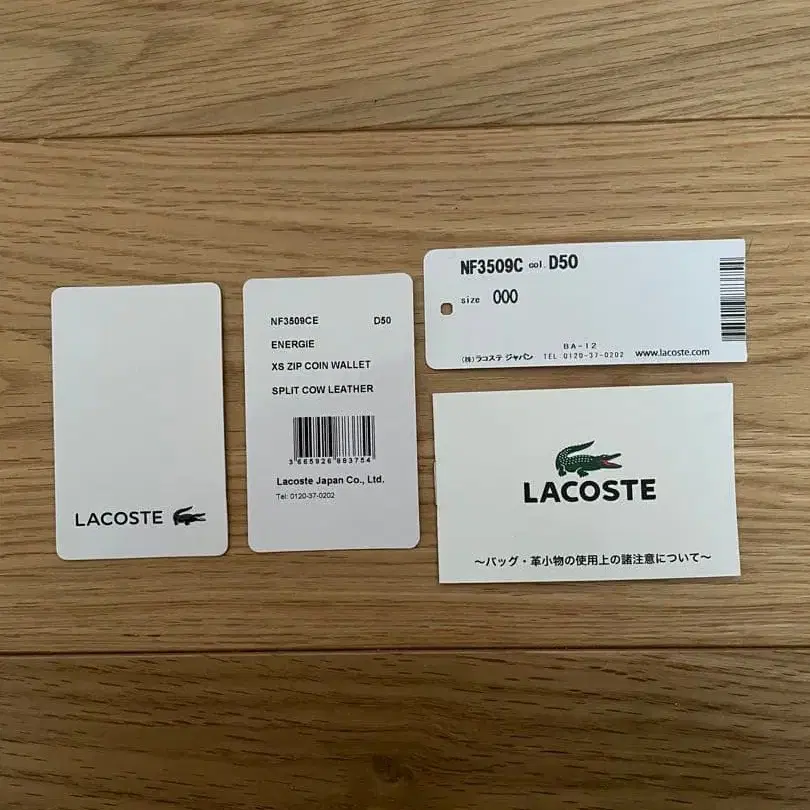 LACOSTE
NF3509CE D50
ENERGIE
XS ZIP COIN WALLET
SPLIT COW LEATHER
3 665926 883754
Lacoste Japan Co., Ltd.
Tel: 0120-37-0202
NF3509C col. D50
size 000
BA-12
(株)ラコステ ジャパン TEL 0120-37-0202 www.lacoste.com
LACOSTE
〜バッグ・革小物の使用上の諸注意について〜